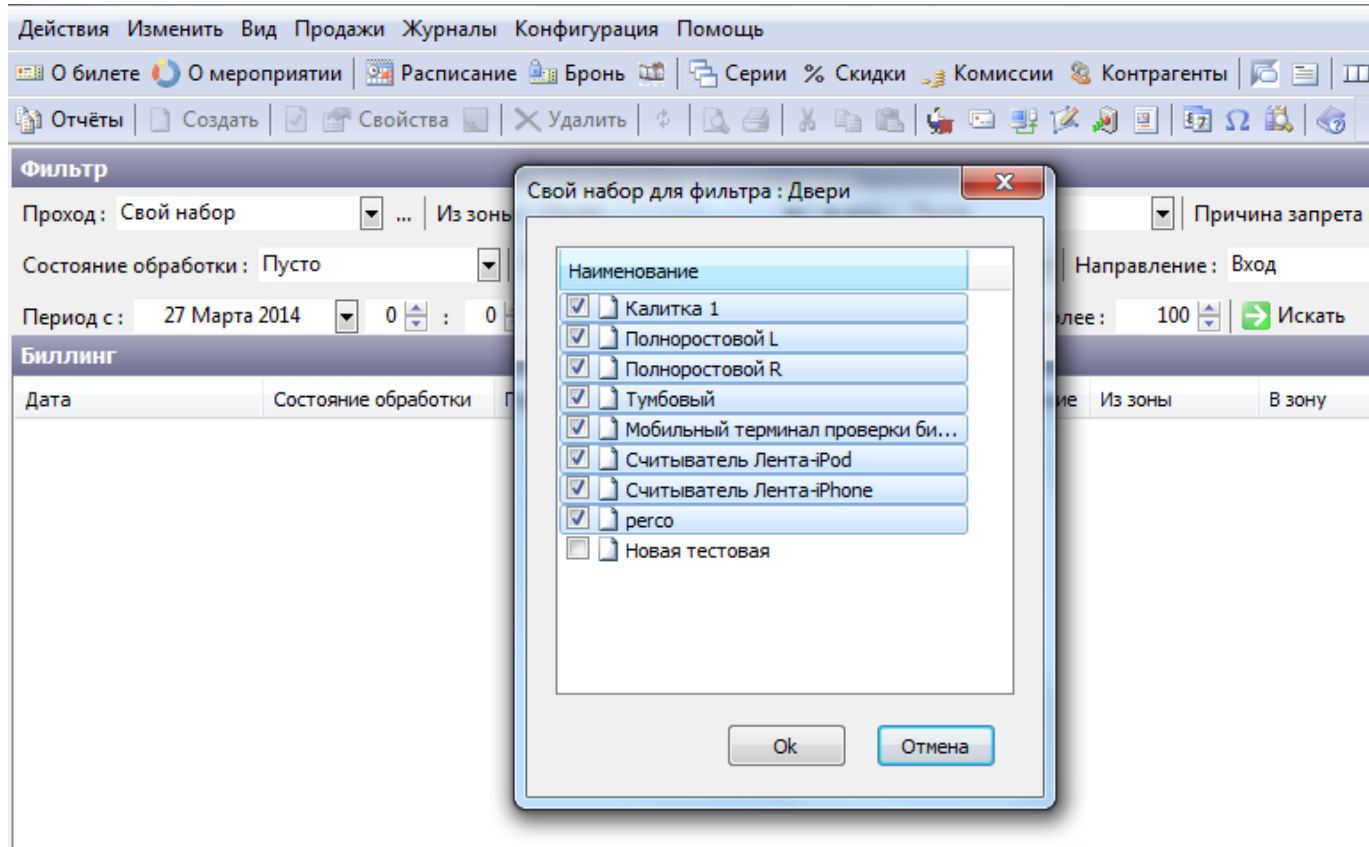 Действия Изменить Вид Продажи Журналы Конфигурация Помощь
О билете О мероприятии Расписание Бронь Серии % Скидки Комиссии Контрагенты
Отчёты Создать Свойства Удалить Ω
Фильтр
Свой набор для фильтра : Двери
Проход : Свой набор ... Из зоны Причина запрета
Состояние обработки : Пусто Направление : Вход
Период с : 27 Марта 2014 0 : 0 100 Искать
Биллинг
Дата Состояние обработки Из зоны В зону
Наименование
Калитка 1
Полноростовой L
Полноростовой R
Тумбовый
Мобильный терминал проверки би...
Считыватель Лента-iPod
Считыватель Лента-iPhone
perco
Новая тестовая
Ok Отмена